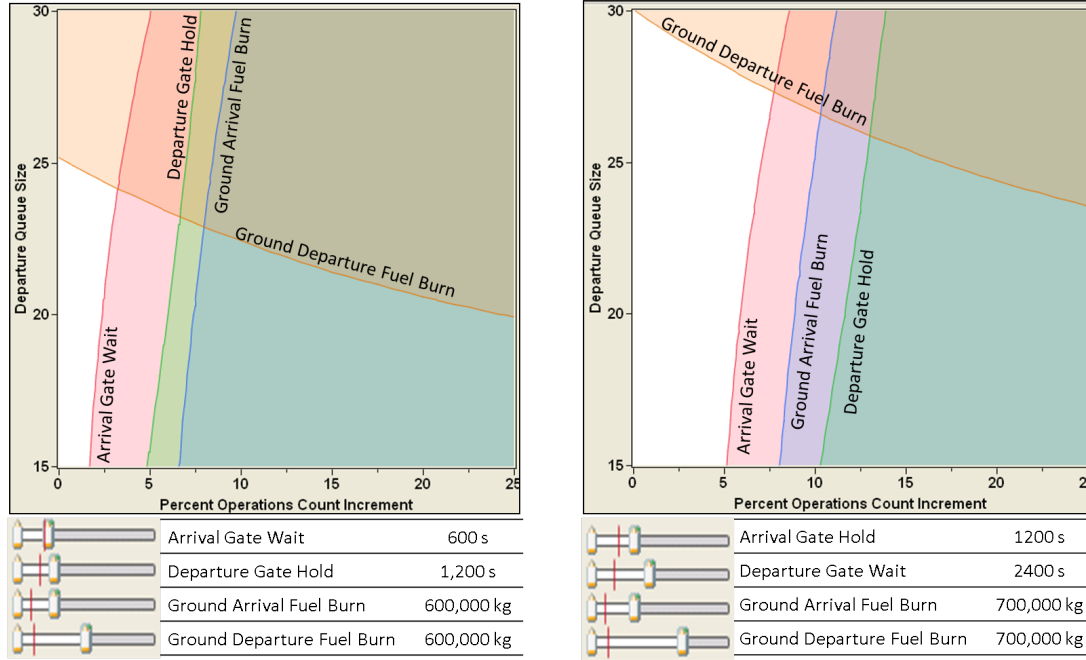 30
25
20
15
0
5
10
15
20
25
Departure Queue Size
Percent Operations Count Increment
Arrival Gate Wait
Departure Gate Hold
Ground Arrival Fuel Burn
Ground Departure Fuel Burn
Arrival Gate Wait 600 s
Departure Gate Hold 1,200 s
Ground Arrival Fuel Burn 600,000 kg
Ground Departure Fuel Burn 600,000 kg
30
25
20
15
0
5
10
15
20
25
Departure Queue Size
Percent Operations Count Increment
Ground Departure Fuel Burn
Arrival Gate Wait
Ground Arrival Fuel Burn
Departure Gate Hold
Arrival Gate Hold 1200 s
Departure Gate Wait 2400 s
Ground Arrival Fuel Burn 700,000 kg
Ground Departure Fuel Burn 700,000 kg